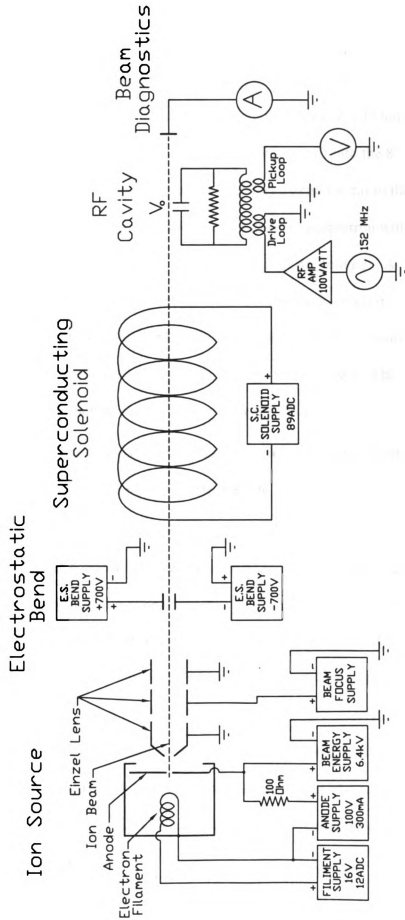 Ion Source
Einzel Lens
Ion Beam
Anode
Electron
Filament
FILIMENT
SUPPLY
16V
12ADC
+
-
ANODE
SUPPLY
100V
300mA
+
-
100
Ohm
BEAM
ENERGY
SUPPLY
6.4kV
+
-
BEAM
FOCUS
SUPPLY
+
-
Electrostatic
Bend
E.S.
BEND
SUPPLY
+700V
+
-
E.S.
BEND
SUPPLY
-700V
-
+
Superconducting
Solenoid
S.C.
SOLENOID
SUPPLY
89ADC
-
+
RF
Cavity
Vo
Drive
Loop
Pickup
Loop
RF
AMP
100WATT
152 MHz
V
Beam
Diagnostics
A